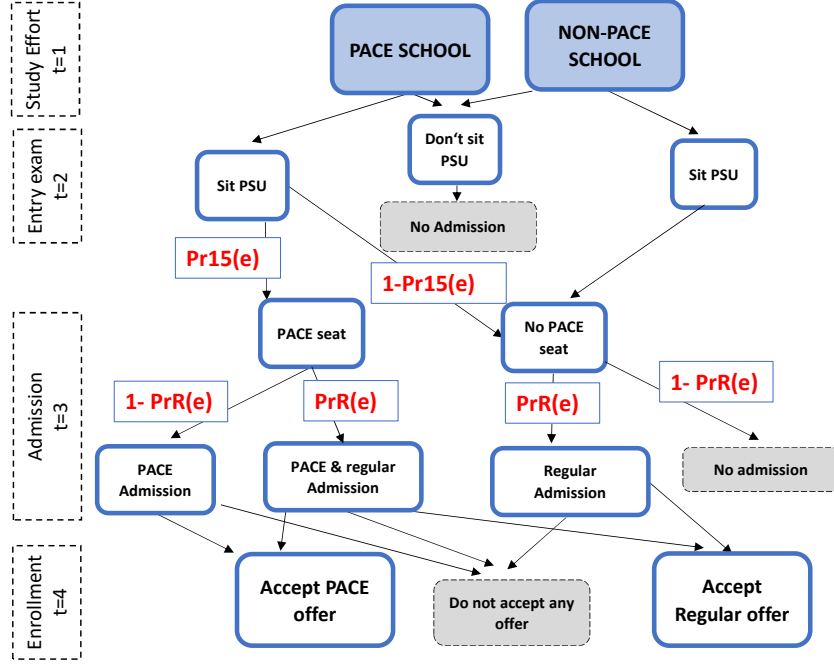 Study Effort
t=1
PACE SCHOOL
NON-PACE
SCHOOL
Entry exam
t=2
Sit PSU
Don‘t sit
PSU
Sit PSU
No Admission
Pr15(e)
1-Pr15(e)
Admission
t=3
PACE seat
No PACE
seat
1- PrR(e)
PrR(e)
PrR(e)
1- PrR(e)
PACE
Admission
PACE & regular
Admission
Regular
Admission
No admission
Enrollment
t=4
Accept PACE
offer
Do not accept any
offer
Accept
Regular offer